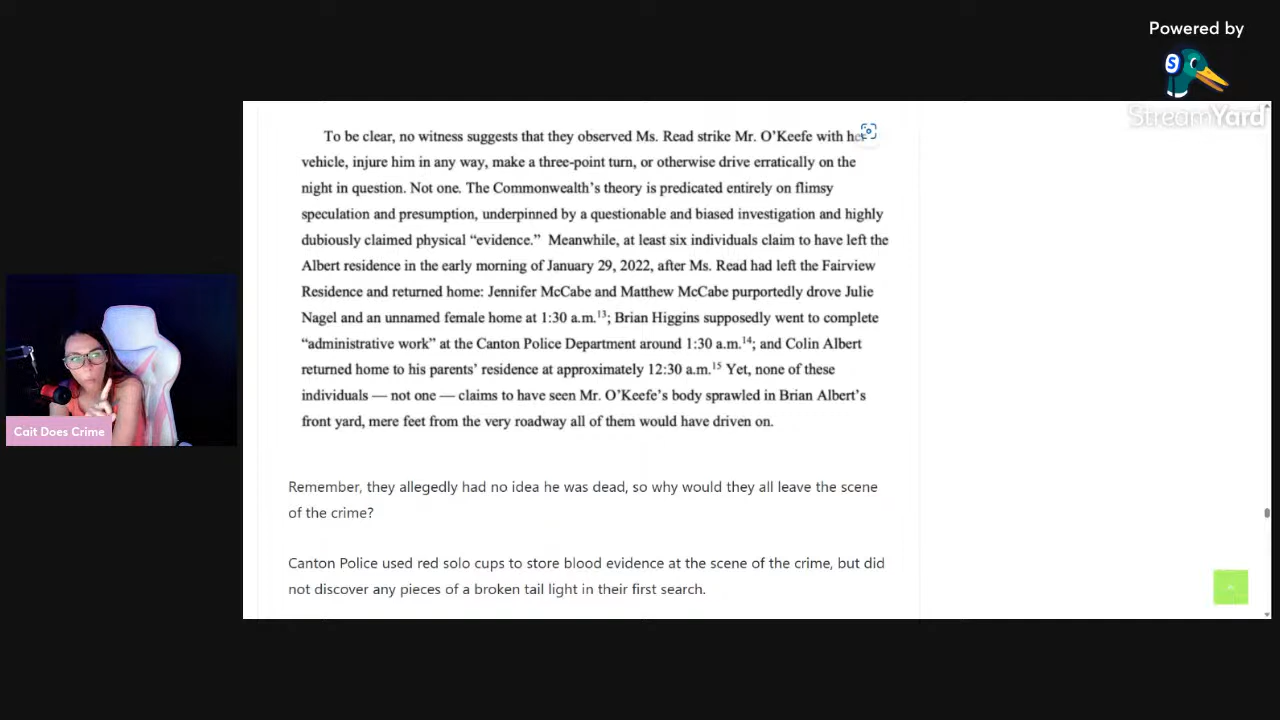 Powered by
S
StreamYard
To be clear, no witness suggests that they observed Ms. Read strike Mr. O’Keefe with her
vehicle, injure him in any way, make a three-point turn, or otherwise drive erratically on the
night in question. Not one. The Commonwealth’s theory is predicated entirely on flimsy
speculation and presumption, underpinned by a questionable and biased investigation and highly
dubiously claimed physical “evidence.” Meanwhile, at least six individuals claim to have left the
Albert residence in the early morning of January 29, 2022, after Ms. Read had left the Fairview
Residence and returned home: Jennifer McCabe and Matthew McCabe purportedly drove Julie
Nagel and an unnamed female home at 1:30 a.m.¹³; Brian Higgins supposedly went to complete
“administrative work” at the Canton Police Department around 1:30 a.m.¹⁴; and Colin Albert
returned home to his parents’ residence at approximately 12:30 a.m.¹⁵ Yet, none of these
individuals — not one — claims to have seen Mr. O’Keefe’s body sprawled in Brian Albert’s
front yard, mere feet from the very roadway all of them would have driven on.
Cait Does Crime
Remember, they allegedly had no idea he was dead, so why would they all leave the scene
of the crime?
Canton Police used red solo cups to store blood evidence at the scene of the crime, but did
not discover any pieces of a broken tail light in their first search.